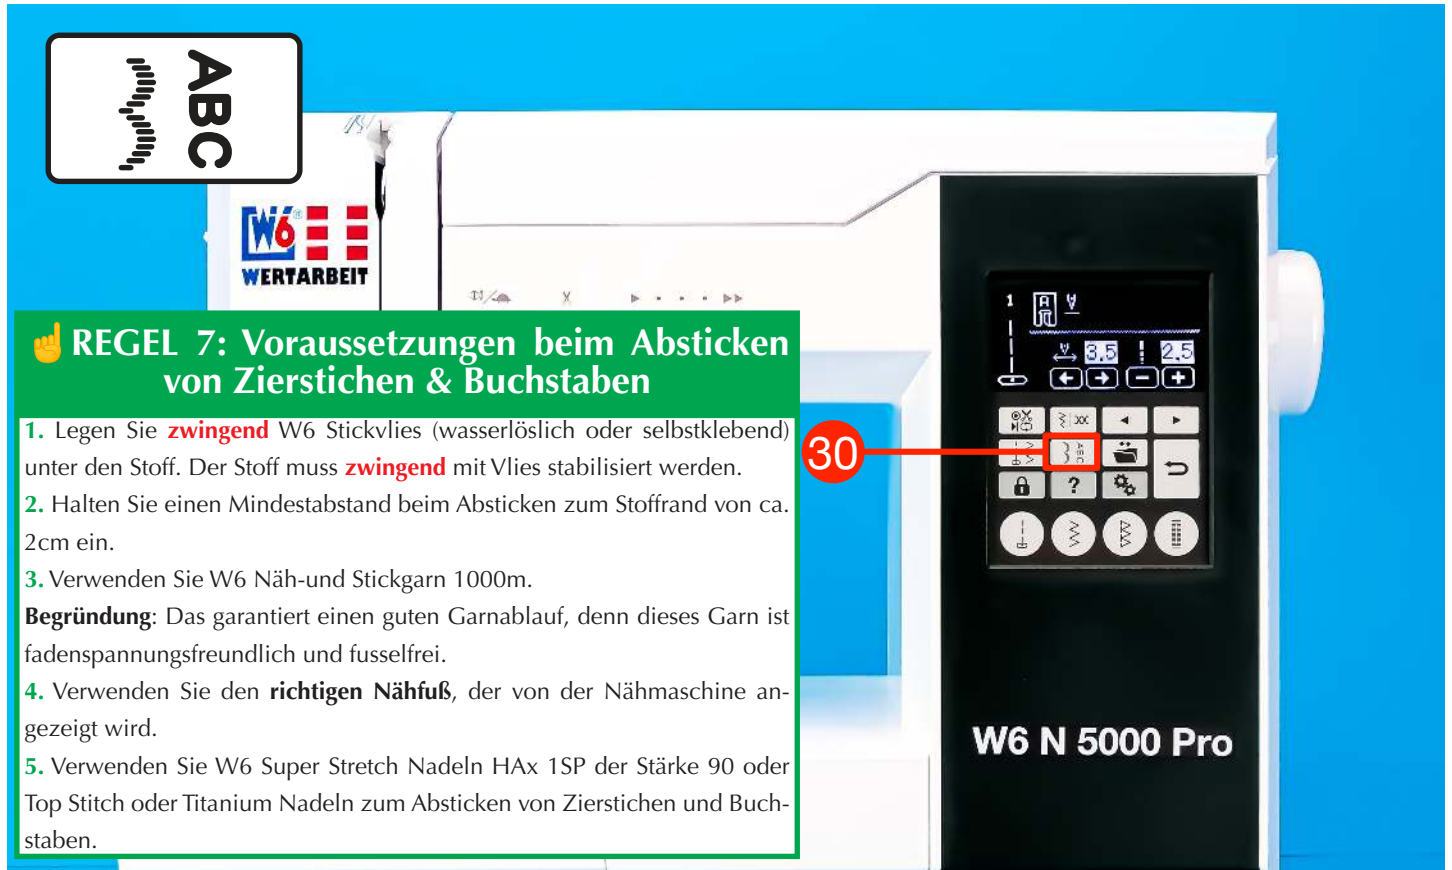 ABC
W6®
WERTARBEIT
☝REGEL 7: Voraussetzungen beim Absticken
von Zierstichen & Buchstaben
1. Legen Sie zwingend W6 Stickvlies (wasserlöslich oder selbstklebend)
unter den Stoff. Der Stoff muss zwingend mit Vlies stabilisiert werden.
2. Halten Sie einen Mindestabstand beim Absticken zum Stoffrand von ca.
2cm ein.
3. Verwenden Sie W6 Näh-und Stickgarn 1000m.
Begründung: Das garantiert einen guten Garnablauf, denn dieses Garn ist
fadenspannungsfreundlich und fusselfrei.
4. Verwenden Sie den richtigen Nähfuß, der von der Nähmaschine an-
gezeigt wird.
5. Verwenden Sie W6 Super Stretch Nadeln HAx 1SP der Stärke 90 oder
Top Stitch oder Titanium Nadeln zum Absticken von Zierstichen und Buch-
staben.
30
1 A
3.5 2.5
ABC
?
W6 N 5000 Pro